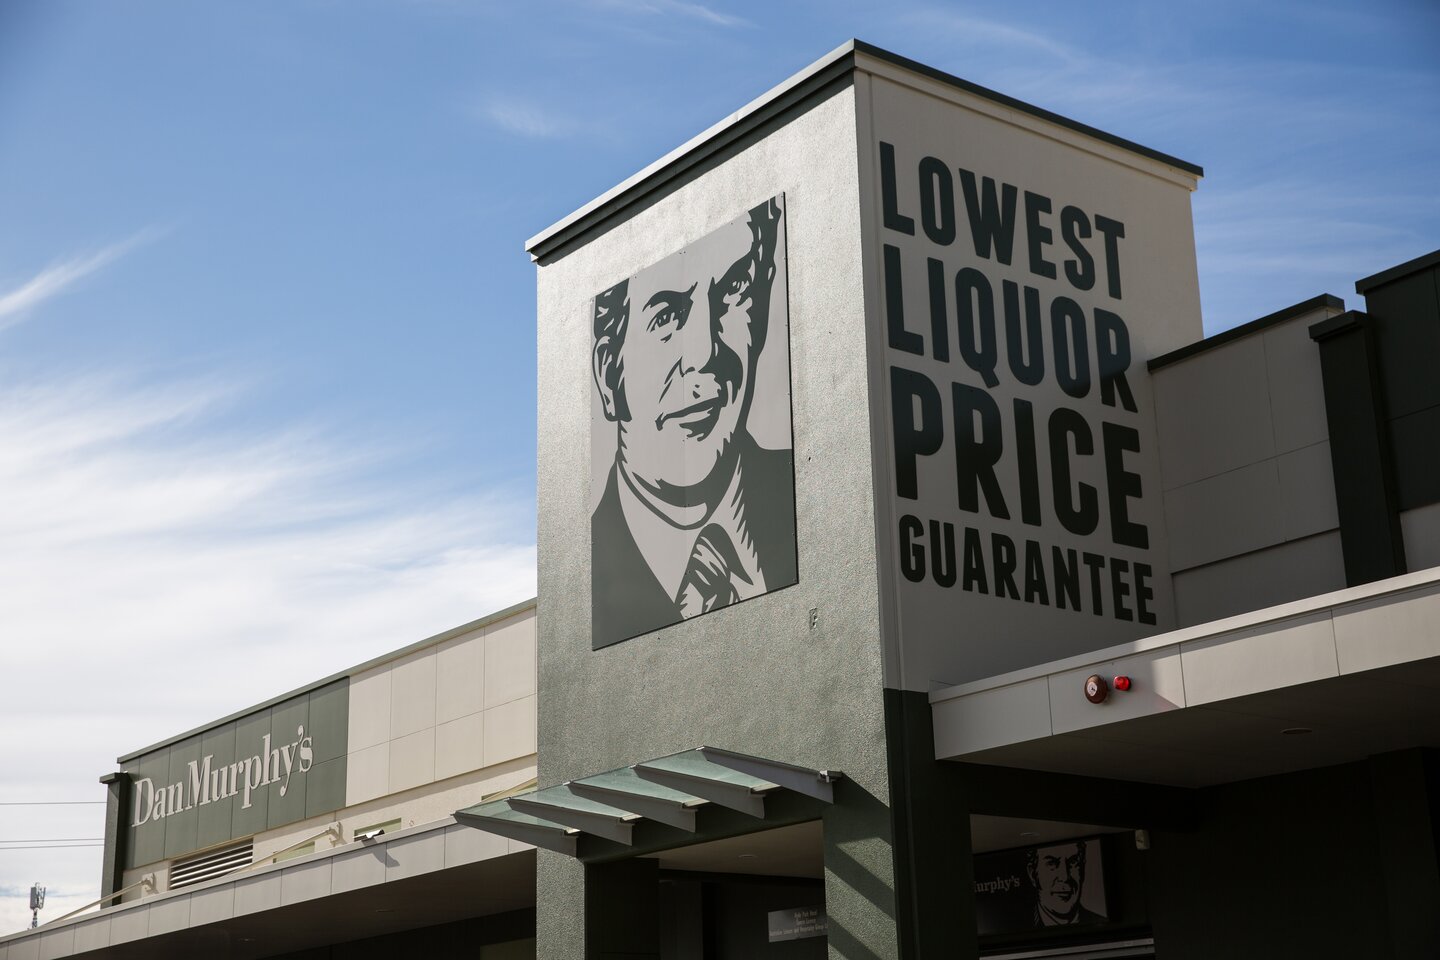 LOWEST
LIQUOR
PRICE
GUARANTEE
Dan Murphy's
Murphy's